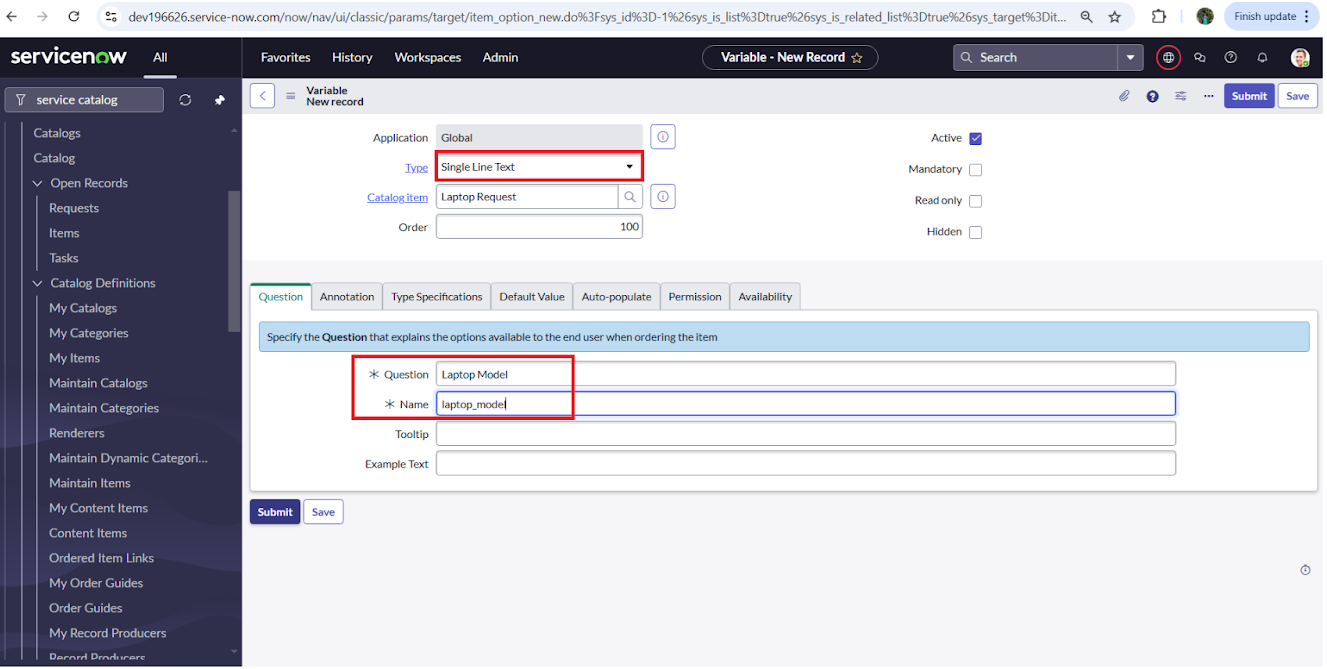 dev196626.service-now.com/now/nav/ui/classic/params/target/item_option_new.do%3Fsys_id%3D-1%26sys_is_list%3Dtrue%26sys_is_related_list%3Dtrue%26sys_target%3Dit...
Finish update
servicenow
All
Favorites
History
Workspaces
Admin
Variable - New Record
Search
service catalog
Catalogs
Catalog
Open Records
Requests
Items
Tasks
Catalog Definitions
My Catalogs
My Categories
My Items
Maintain Catalogs
Maintain Categories
Renderers
Maintain Dynamic Categori...
Maintain Items
My Content Items
Content Items
Ordered Item Links
My Order Guides
Order Guides
My Record Producers
Record Producers
Variable
New record
Submit
Save
Application Global
Type Single Line Text
Catalog item Laptop Request
Order 100
Active
Mandatory
Read only
Hidden
Question
Annotation
Type Specifications
Default Value
Auto-populate
Permission
Availability
Specify the Question that explains the options available to the end user when ordering the item
Question Laptop Model
Name laptop_model
Tooltip
Example Text
Submit
Save